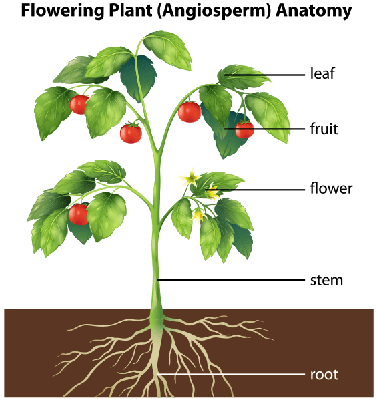 Flowering Plant (Angiosperm) Anatomy
leaf
fruit
flower
stem
root